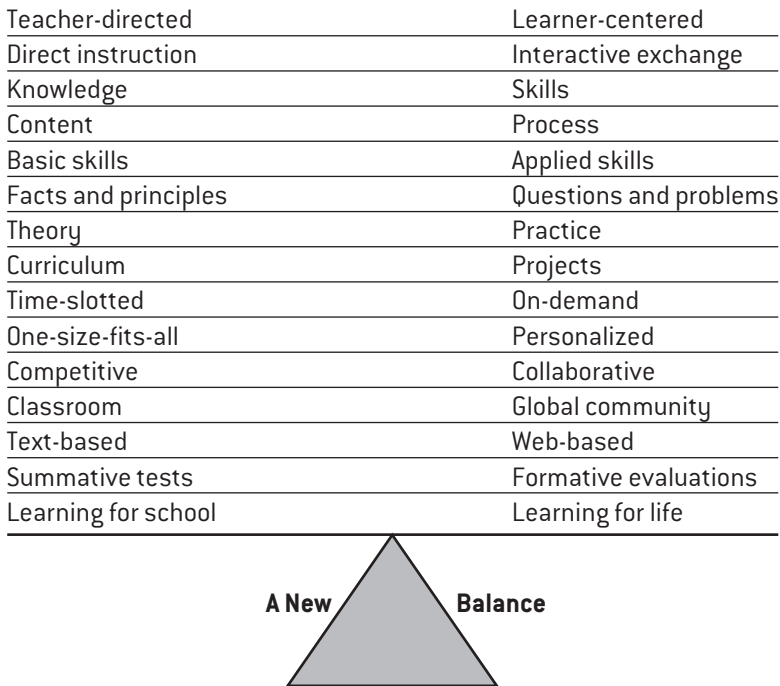 Teacher-directed Learner-centered
Direct instruction Interactive exchange
Knowledge Skills
Content Process
Basic skills Applied skills
Facts and principles Questions and problems
Theory Practice
Curriculum Projects
Time-slotted On-demand
One-size-fits-all Personalized
Competitive Collaborative
Classroom Global community
Text-based Web-based
Summative tests Formative evaluations
Learning for school Learning for life
A New Balance